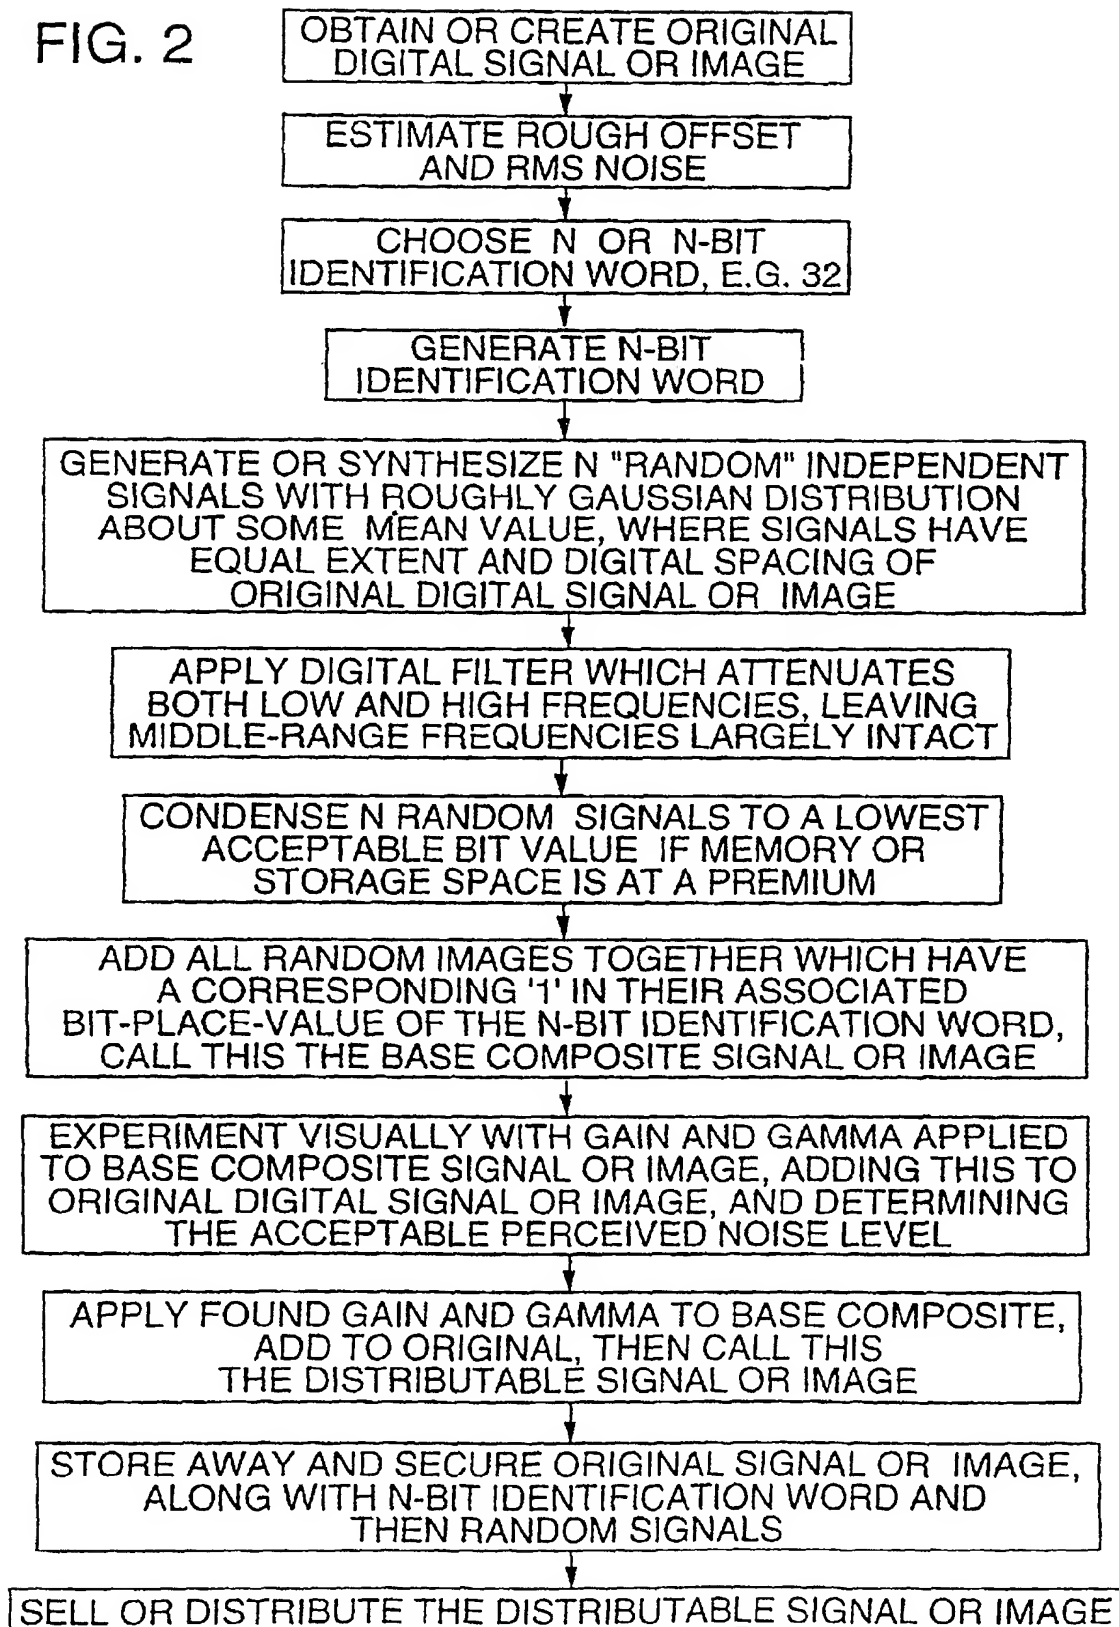 FIG. 2
OBTAIN OR CREATE ORIGINAL
DIGITAL SIGNAL OR IMAGE
ESTIMATE ROUGH OFFSET
AND RMS NOISE
CHOOSE N OR N-BIT
IDENTIFICATION WORD, E.G. 32
GENERATE N-BIT
IDENTIFICATION WORD
GENERATE OR SYNTHESIZE N "RANDOM" INDEPENDENT
SIGNALS WITH ROUGHLY GAUSSIAN DISTRIBUTION
ABOUT SOME MEAN VALUE, WHERE SIGNALS HAVE
EQUAL EXTENT AND DIGITAL SPACING OF
ORIGINAL DIGITAL SIGNAL OR IMAGE
APPLY DIGITAL FILTER WHICH ATTENUATES
BOTH LOW AND HIGH FREQUENCIES, LEAVING
MIDDLE-RANGE FREQUENCIES LARGELY INTACT
CONDENSE N RANDOM SIGNALS TO A LOWEST
ACCEPTABLE BIT VALUE IF MEMORY OR
STORAGE SPACE IS AT A PREMIUM
ADD ALL RANDOM IMAGES TOGETHER WHICH HAVE
A CORRESPONDING '1' IN THEIR ASSOCIATED
BIT-PLACE-VALUE OF THE N-BIT IDENTIFICATION WORD,
CALL THIS THE BASE COMPOSITE SIGNAL OR IMAGE
EXPERIMENT VISUALLY WITH GAIN AND GAMMA APPLIED
TO BASE COMPOSITE SIGNAL OR IMAGE, ADDING THIS TO
ORIGINAL DIGITAL SIGNAL OR IMAGE, AND DETERMINING
THE ACCEPTABLE PERCEIVED NOISE LEVEL
APPLY FOUND GAIN AND GAMMA TO BASE COMPOSITE,
ADD TO ORIGINAL, THEN CALL THIS
THE DISTRIBUTABLE SIGNAL OR IMAGE
STORE AWAY AND SECURE ORIGINAL SIGNAL OR IMAGE,
ALONG WITH N-BIT IDENTIFICATION WORD AND
THEN RANDOM SIGNALS
SELL OR DISTRIBUTE THE DISTRIBUTABLE SIGNAL OR IMAGE